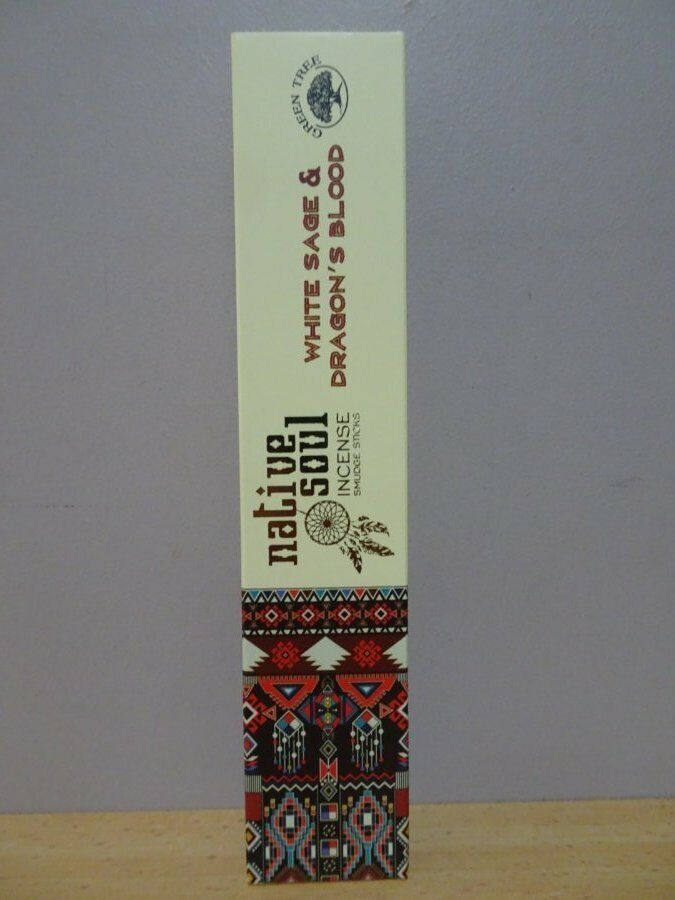 native
soul
INCENSE
SMUDGE STICKS
WHITE SAGE &
DRAGON'S BLOOD
GREEN TREE